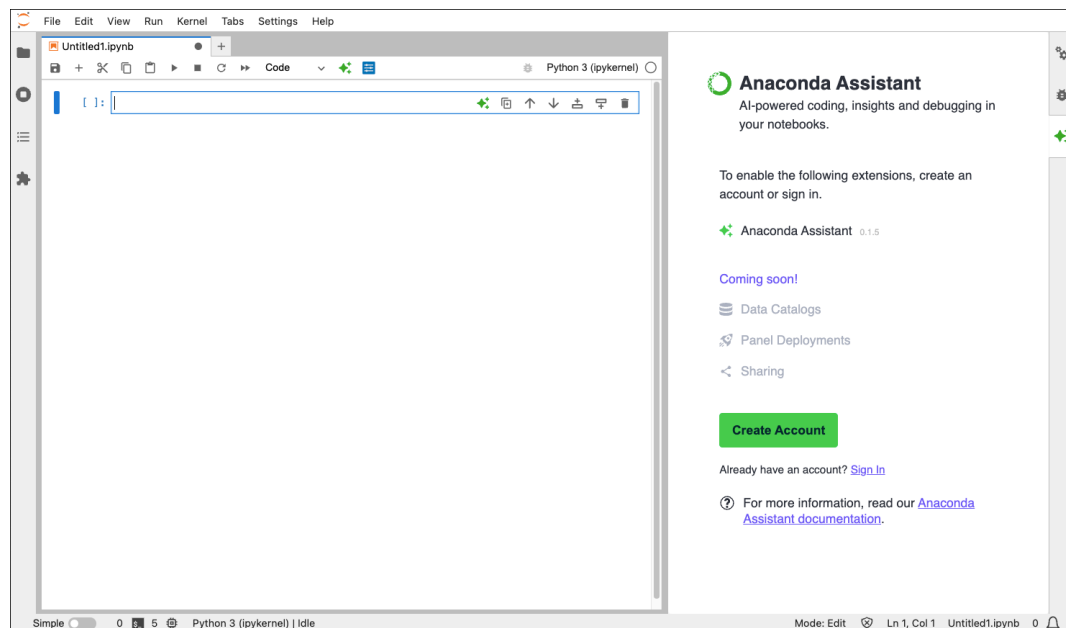 File Edit View Run Kernel Tabs Settings Help
Untitled1.ipynb
Code
Python 3 (ipykernel)
[ ]:
Anaconda Assistant
AI-powered coding, insights and debugging in
your notebooks.
To enable the following extensions, create an
account or sign in.
Anaconda Assistant 0.1.5
Coming soon!
Data Catalogs
Panel Deployments
Sharing
Create Account
Already have an account? Sign In
For more information, read our Anaconda
Assistant documentation.
Simple 0 5 Python 3 (ipykernel) | Idle Mode: Edit Ln 1, Col 1 Untitled1.ipynb 0